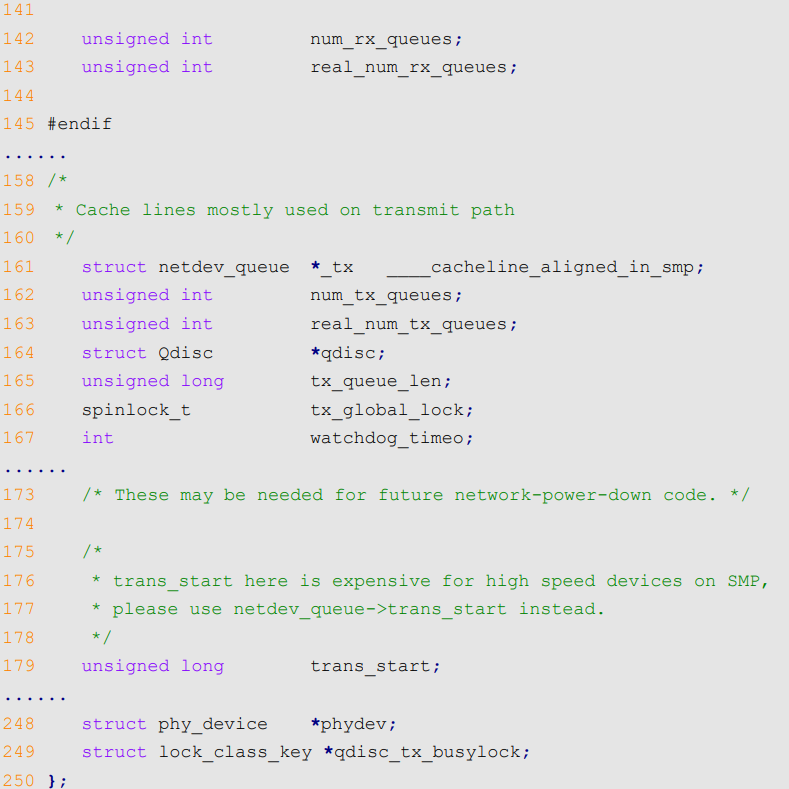 141
142 unsigned int num_rx_queues;
143 unsigned int real_num_rx_queues;
144
145 #endif
......
158 /*
159 * Cache lines mostly used on transmit path
160 */
161 struct netdev_queue *_tx ____cacheline_aligned_in_smp;
162 unsigned int num_tx_queues;
163 unsigned int real_num_tx_queues;
164 struct Qdisc *qdisc;
165 unsigned long tx_queue_len;
166 spinlock_t tx_global_lock;
167 int watchdog_timeo;
......
173 /* These may be needed for future network-power-down code. */
174
175 /*
176 * trans_start here is expensive for high speed devices on SMP,
177 * please use netdev_queue->trans_start instead.
178 */
179 unsigned long trans_start;
......
248 struct phy_device *phydev;
249 struct lock_class_key *qdisc_tx_busylock;
250 };